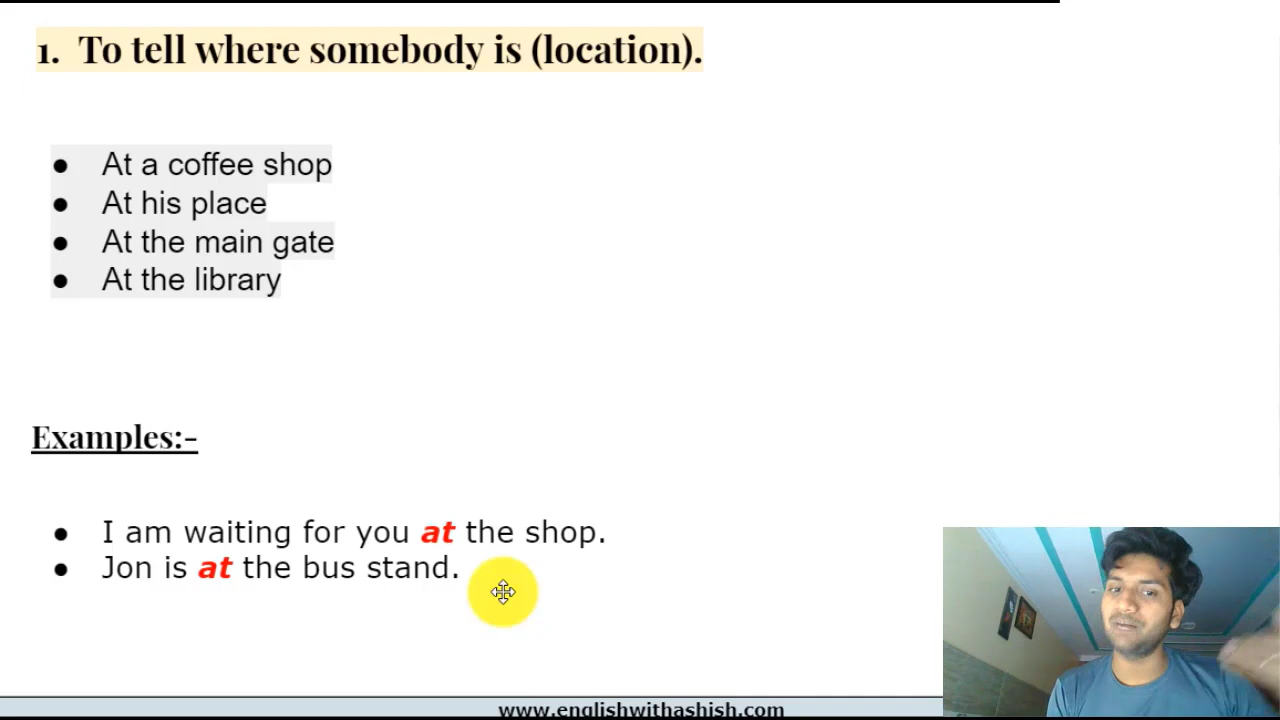 1. To tell where somebody is (location).
● At a coffee shop
● At his place
● At the main gate
● At the library
Examples:-
● I am waiting for you at the shop.
● Jon is at the bus stand.
www.englishwithashish.com